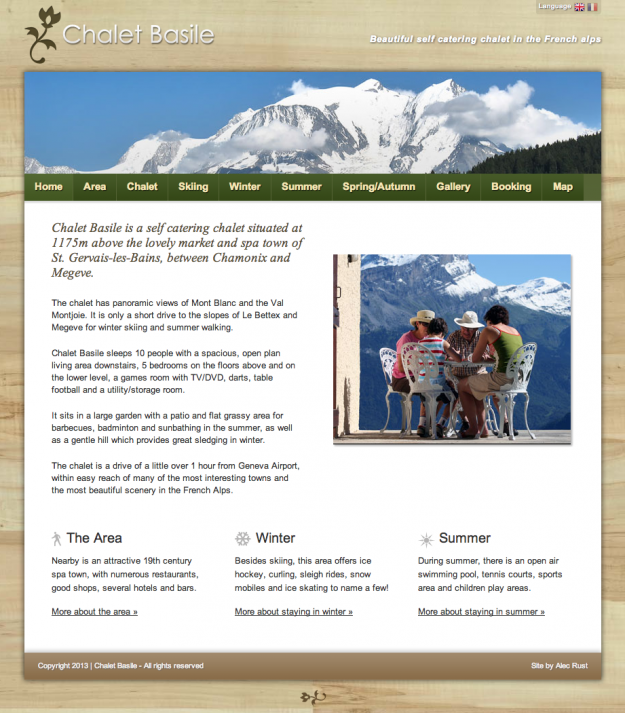 Language
Chalet Basile
Beautiful self catering chalet in the French alps
Home Area Chalet Skiing Winter Summer Spring/Autumn Gallery Booking Map
Chalet Basile is a self catering chalet situated at
1175m above the lovely market and spa town of
St. Gervais-les-Bains, between Chamonix and
Megeve.
The chalet has panoramic views of Mont Blanc and the Val
Montjoie. It is only a short drive to the slopes of Le Bettex and
Megeve for winter skiing and summer walking.
Chalet Basile sleeps 10 people with a spacious, open plan
living area downstairs, 5 bedrooms on the floors above and on
the lower level, a games room with TV/DVD, darts, table
football and a utility/storage room.
It sits in a large garden with a patio and flat grassy area for
barbecues, badminton and sunbathing in the summer, as well
as a gentle hill which provides great sledging in winter.
The chalet is a drive of a little over 1 hour from Geneva Airport,
within easy reach of many of the most interesting towns and
the most beautiful scenery in the French Alps.
The Area
Nearby is an attractive 19th century
spa town, with numerous restaurants,
good shops, several hotels and bars.
More about the area »
Winter
Besides skiing, this area offers ice
hockey, curling, sleigh rides, snow
mobiles and ice skating to name a few!
More about staying in winter »
Summer
During summer, there is an open air
swimming pool, tennis courts, sports
area and children play areas.
More about staying in summer »
Copyright 2013 | Chalet Basile - All rights reserved
Site by Alec Rust